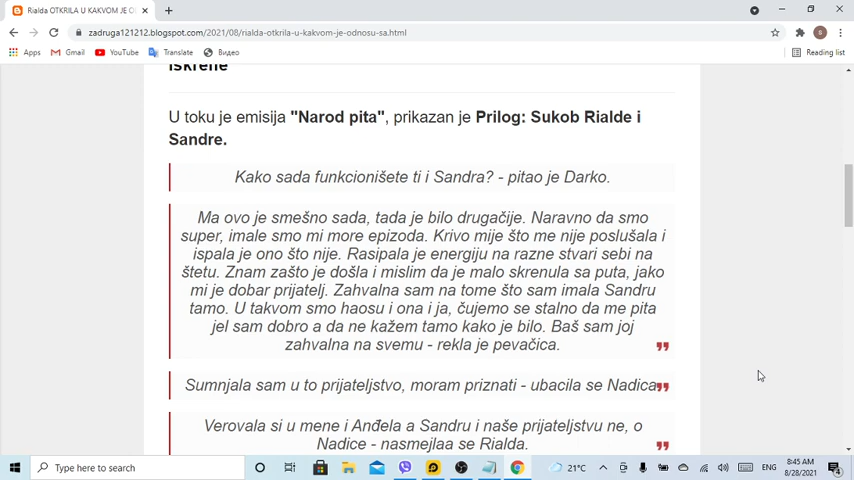 Rialda OTKRILA U KAKVOM JE O
zadruga121212.blogspot.com/2021/08/rialda-otkrila-u-kakvom-je-odnosu-sa.html
B
Apps Gmail YouTube Translate Видео Reading list
iskrene
U toku je emisija "Narod pita", prikazan je Prilog: Sukob Rialde i
Sandre.
Kako sada funkcionišete ti i Sandra? - pitao je Darko.
Ma ovo je smešno sada, tada je bilo drugačije. Naravno da smo
super, imale smo mi more epizoda. Krivo mije što me nije poslušala i
ispala je ono što nije. Rasipala je energiju na razne stvari sebi na
štetu. Znam zašto je došla i mislim da je malo skrenula sa puta, jako
mi je dobar prijatelj. Zahvalna sam na tome što sam imala Sandru
tamo. U takvom smo haosu i ona i ja, čujemo se stalno da me pita
jel sam dobro a da ne kažem tamo kako je bilo. Baš sam joj
zahvalna na svemu - rekla je pevačica.
Sumnjala sam u to prijateljstvo, moram priznati - ubacila se Nadica.
Verovala si u mene i Anđela a Sandru i naše prijateljstvu ne, o
Nadice - nasmejlaa se Rialda.
Type here to search
21°C
ENG
8:45 AM
8/28/2021
4